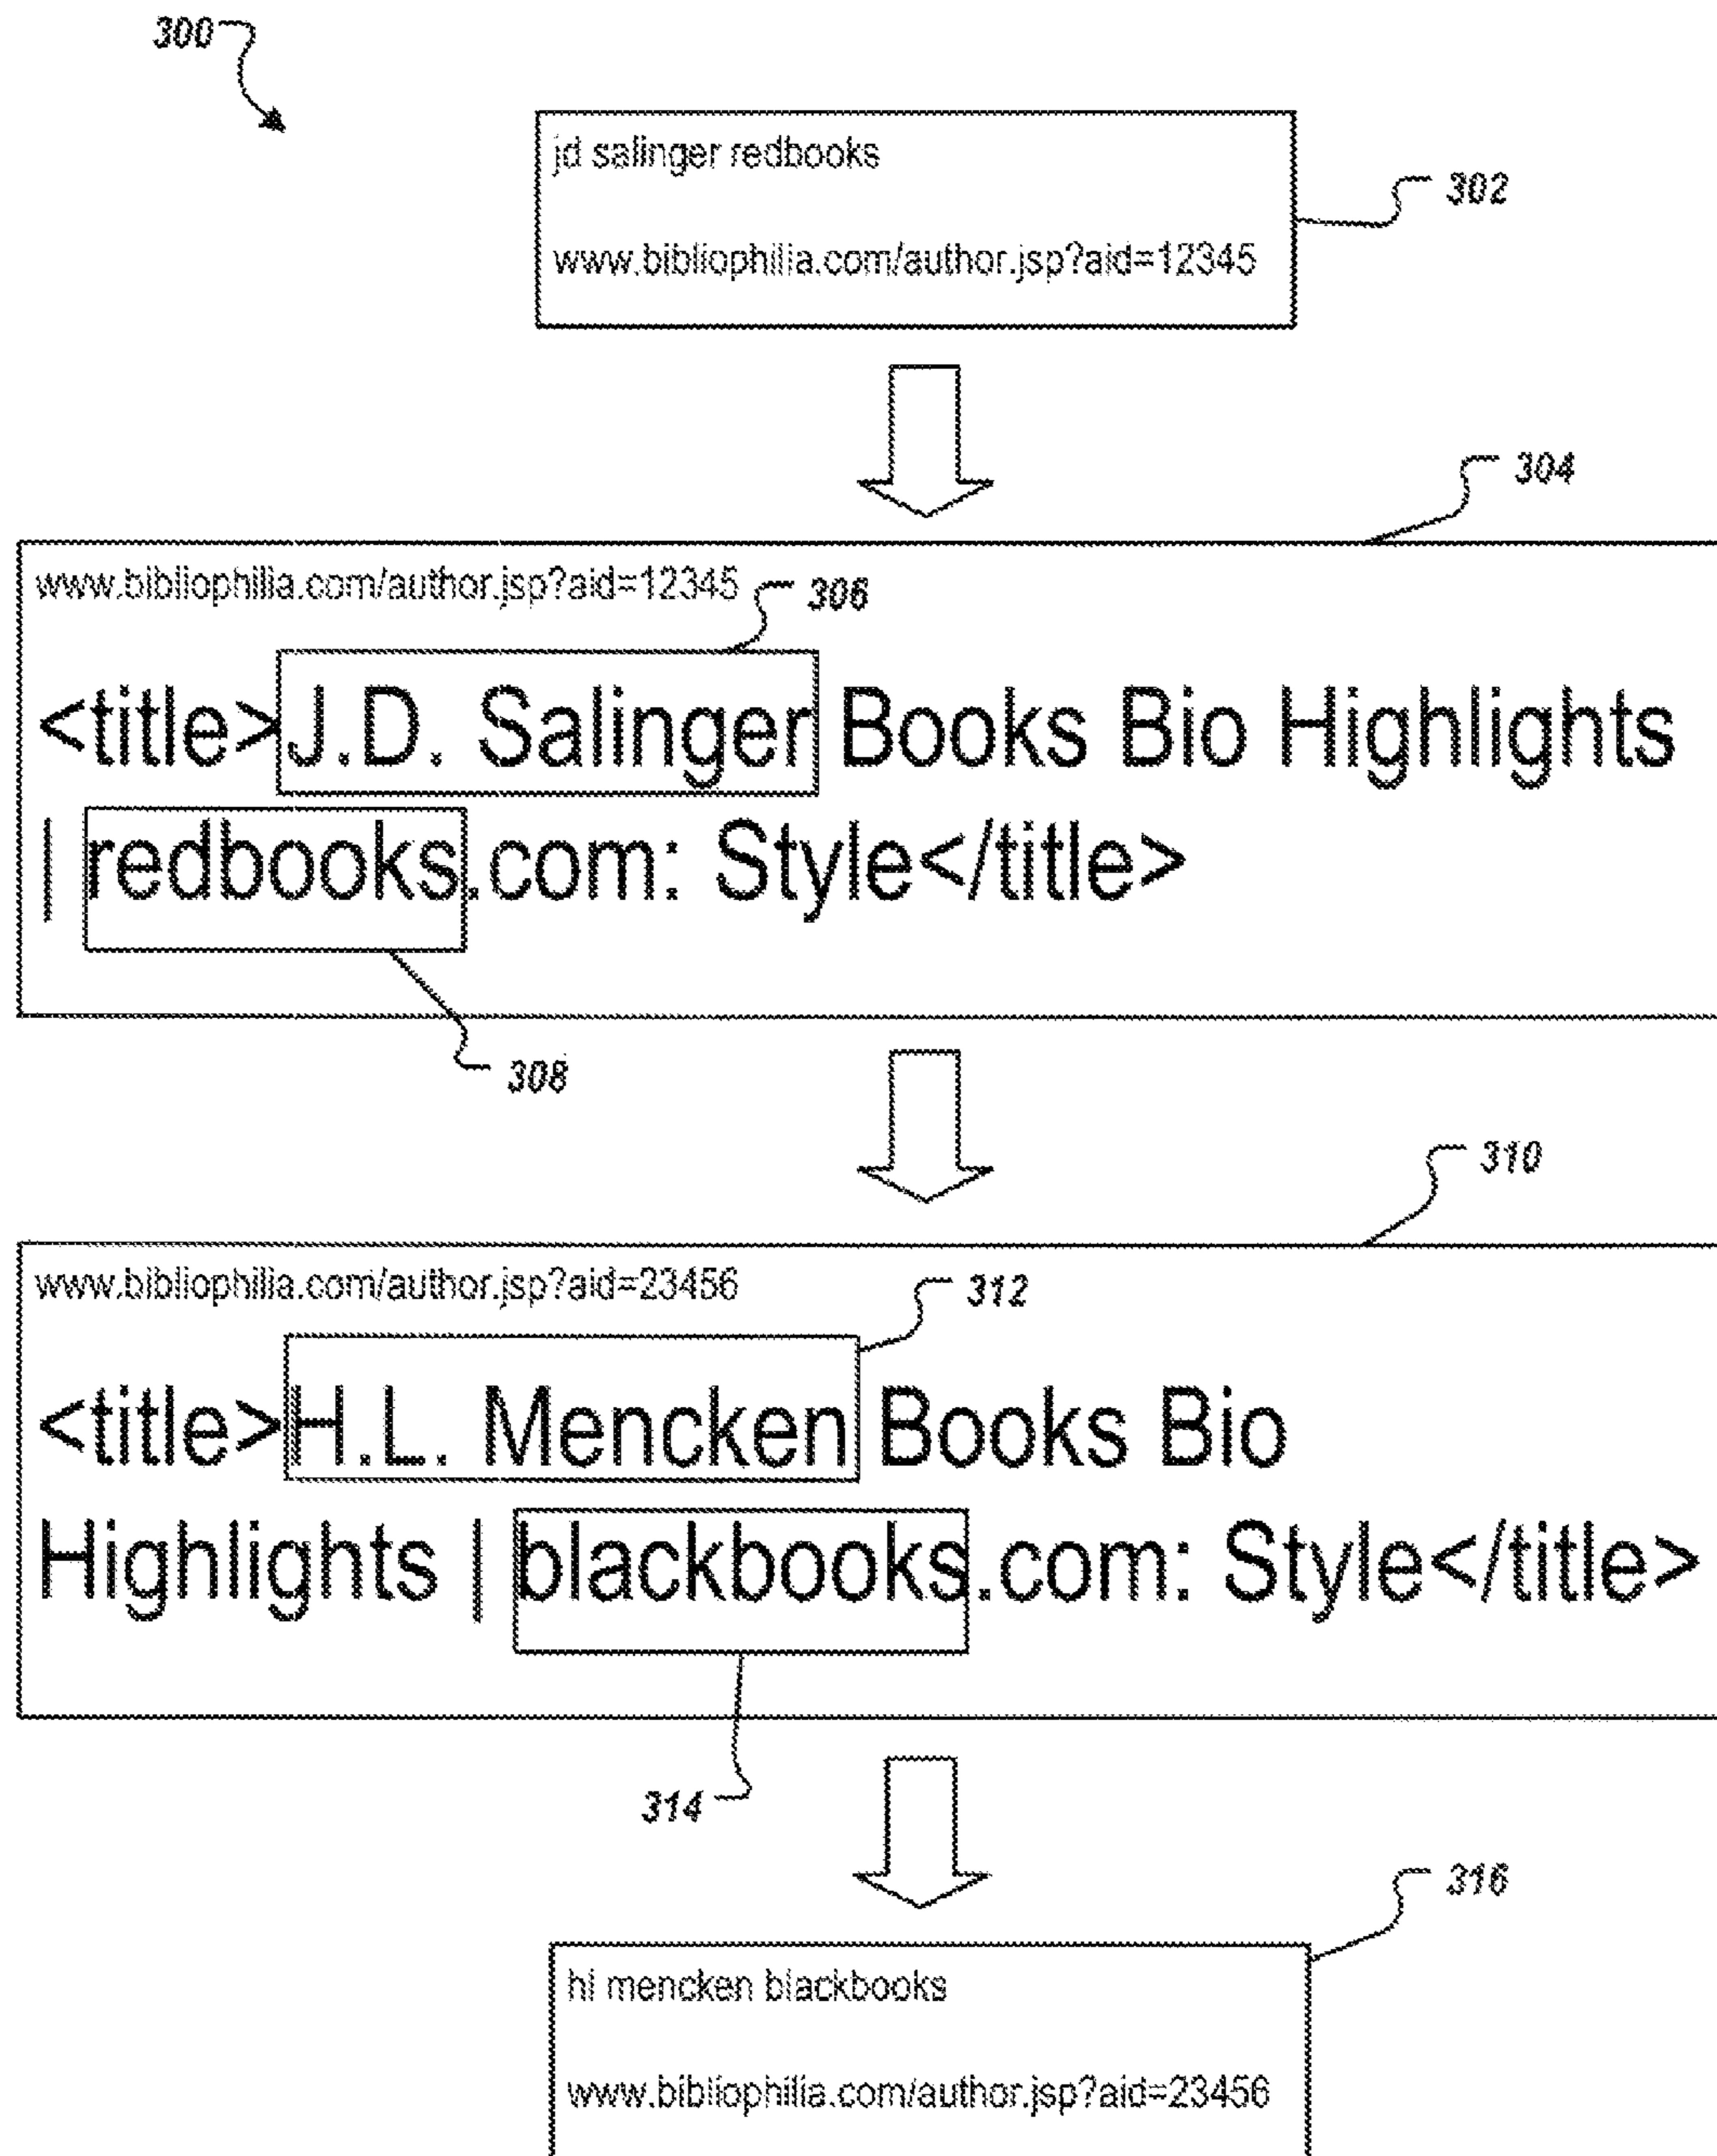 300
jd salinger redbooks
302
www.bibliophilia.com/author.jsp?aid=12345
304
www.bibliophilia.com/author.jsp?aid=12345
306
<title>J.D. Salinger Books Bio Highlights
| redbooks.com: Style</title>
308
310
www.bibliophilia.com/author.jsp?aid=23456
312
<title>H.L. Mencken Books Bio
Highlights | blackbooks.com: Style</title>
314
316
hl mencken blackbooks
www.bibliophilia.com/author.jsp?aid=23456